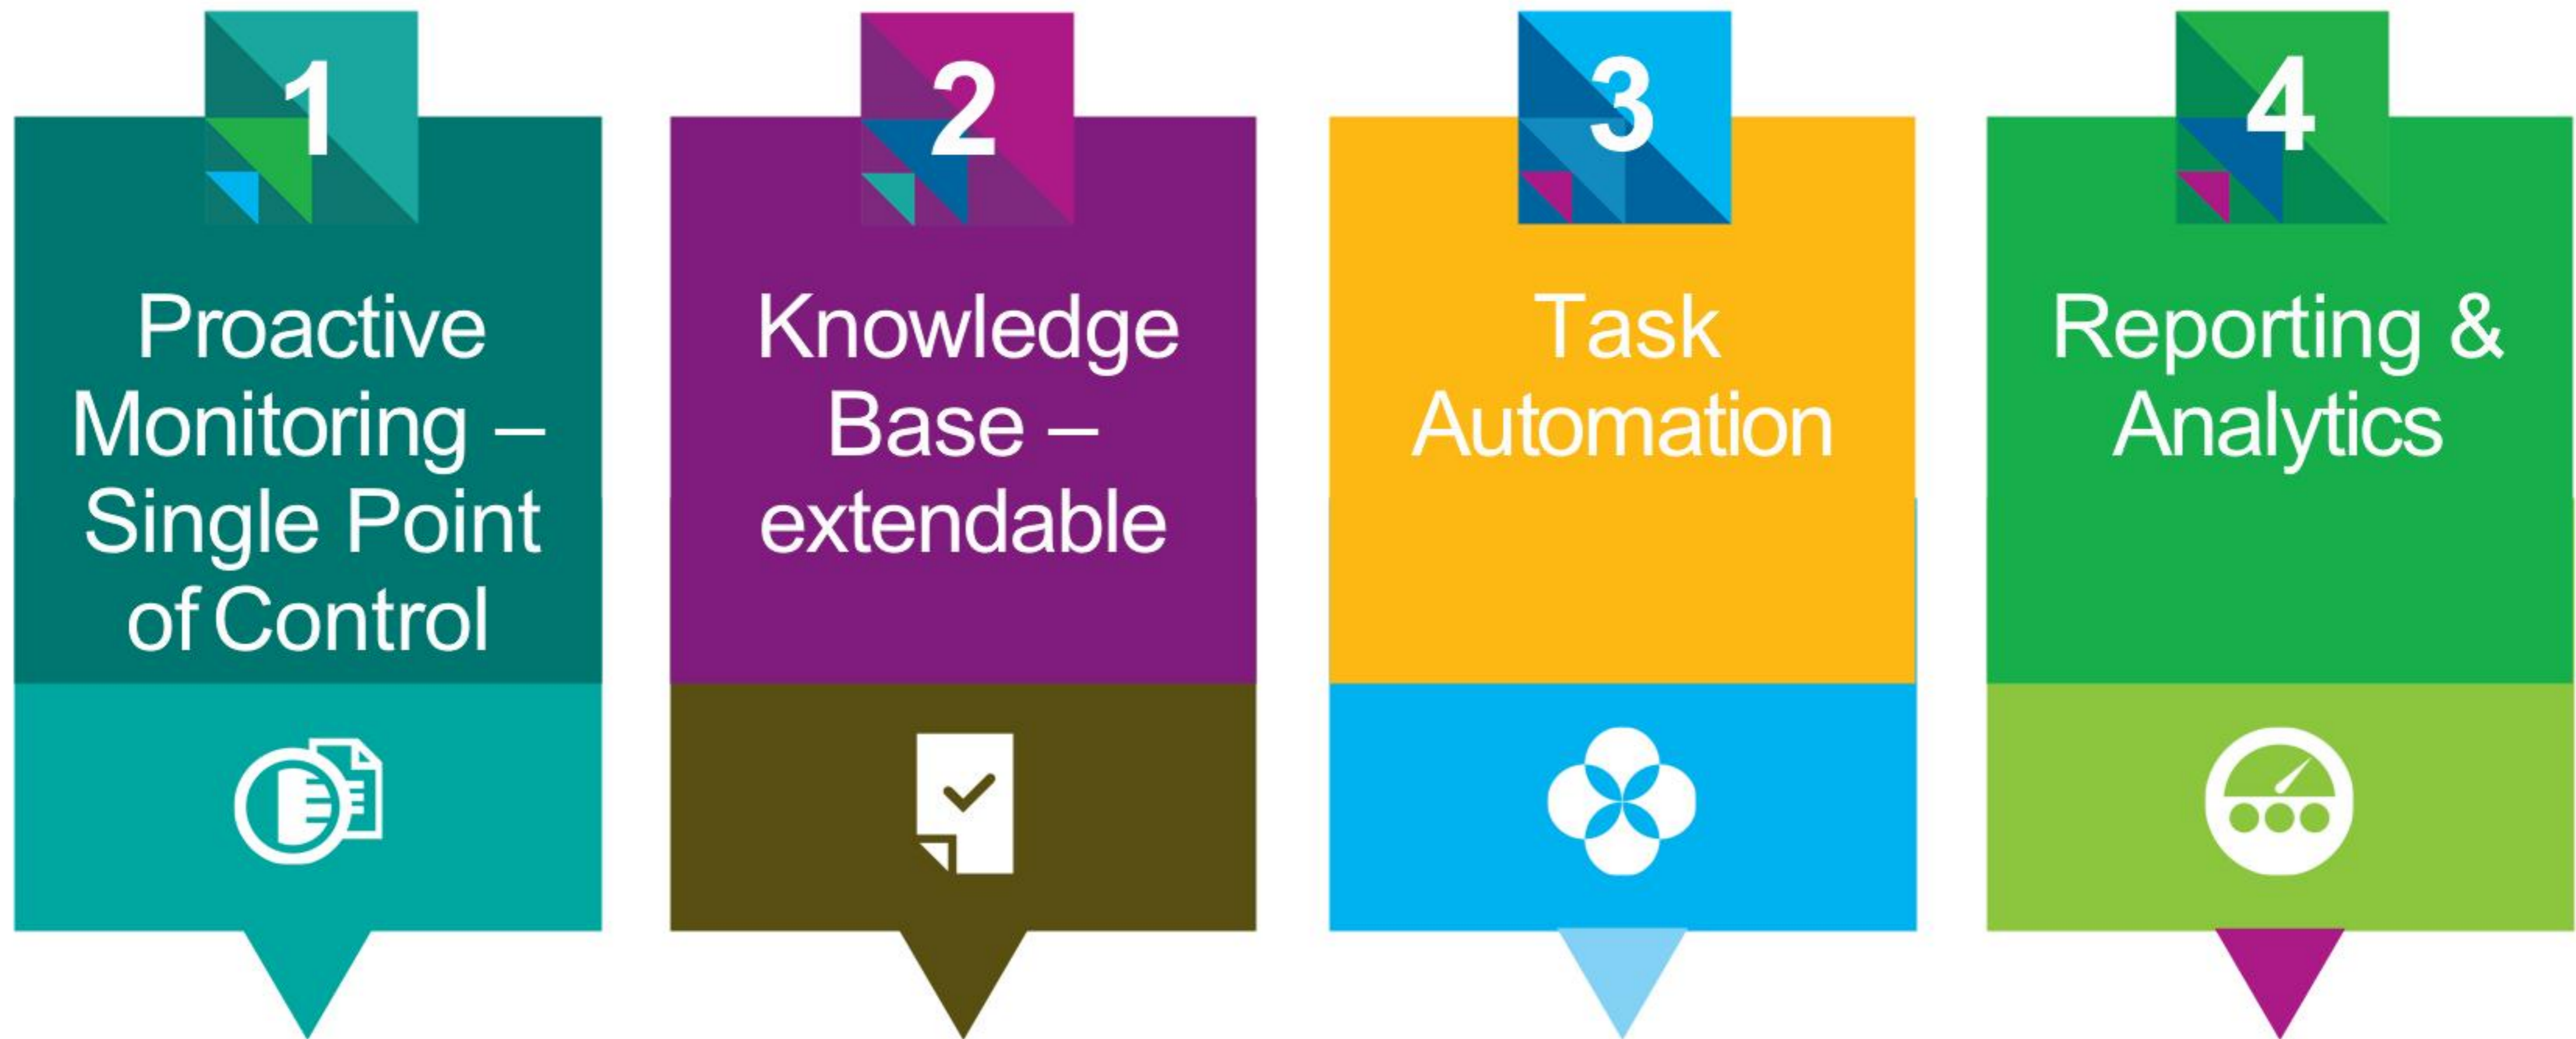 1
Proactive
Monitoring –
Single Point
of Control
2
Knowledge
Base –
extendable
3
Task
Automation
4
Reporting &
Analytics